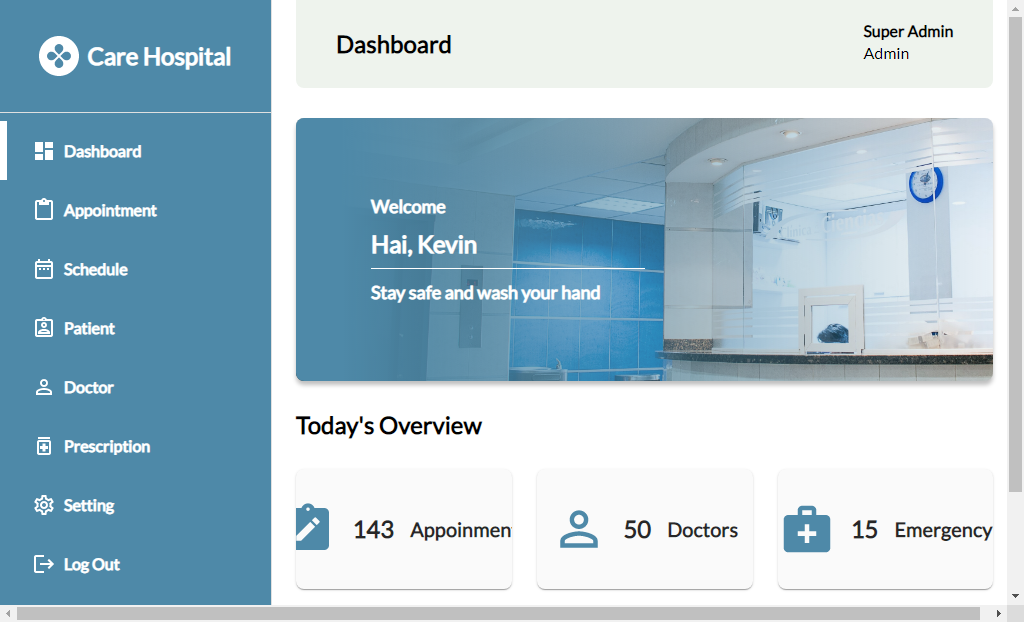 Care Hospital
Dashboard
Appointment
Schedule
Patient
Doctor
Prescription
Setting
Log Out
Dashboard
Super Admin
Admin
Welcome
Hai, Kevin
Stay safe and wash your hand
Today's Overview
143 Appoinmen
50 Doctors
15 Emergency